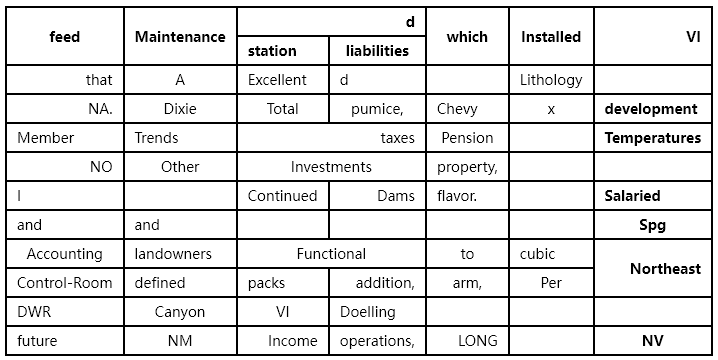 feed Maintenance d which Installed VI
station liabilities
that A Excellent d Lithology
NA. Dixie Total pumice, Chevy x development
Member Trends taxes Pension Temperatures
NO Other Investments property,
I Continued Dams flavor. Salaried
and and Spg
Accounting landowners Functional to cubic Northeast
Control-Room defined packs addition, arm, Per
DWR Canyon VI Doelling
future NM Income operations, LONG NV